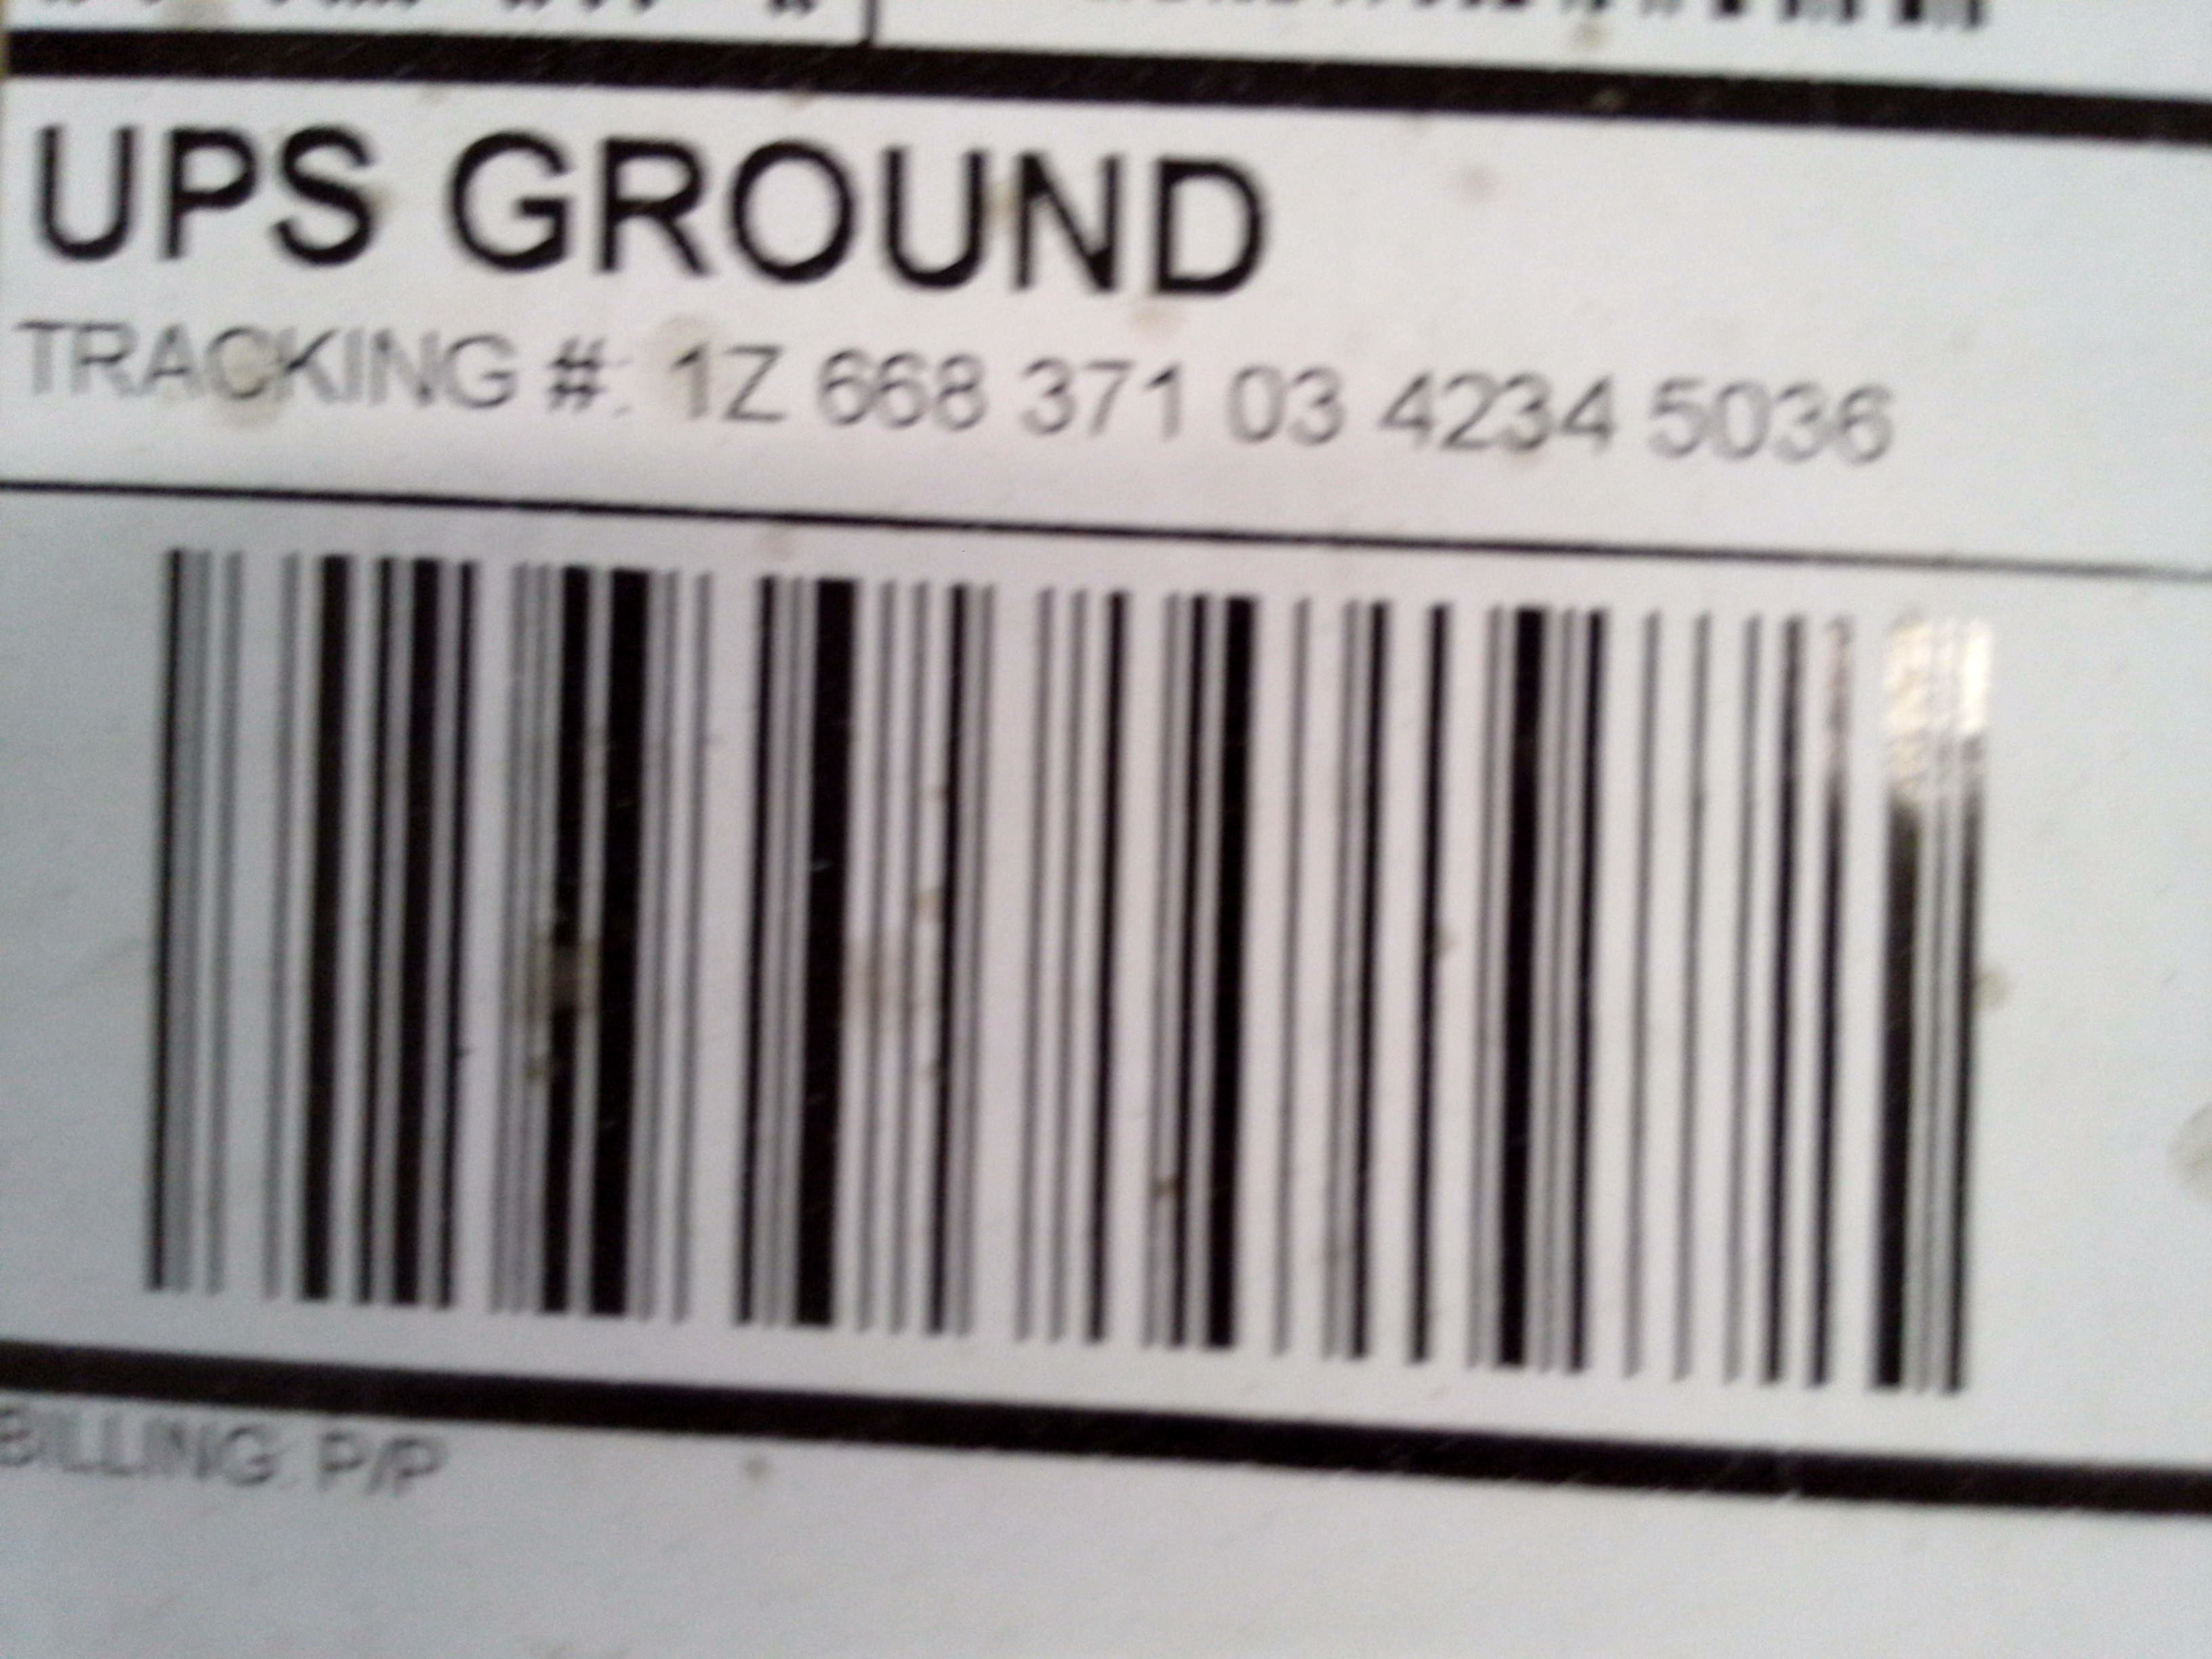 UPS GROUND
TRACKING #: 1Z 668 371 03 4234 5036
BILLING: P/P